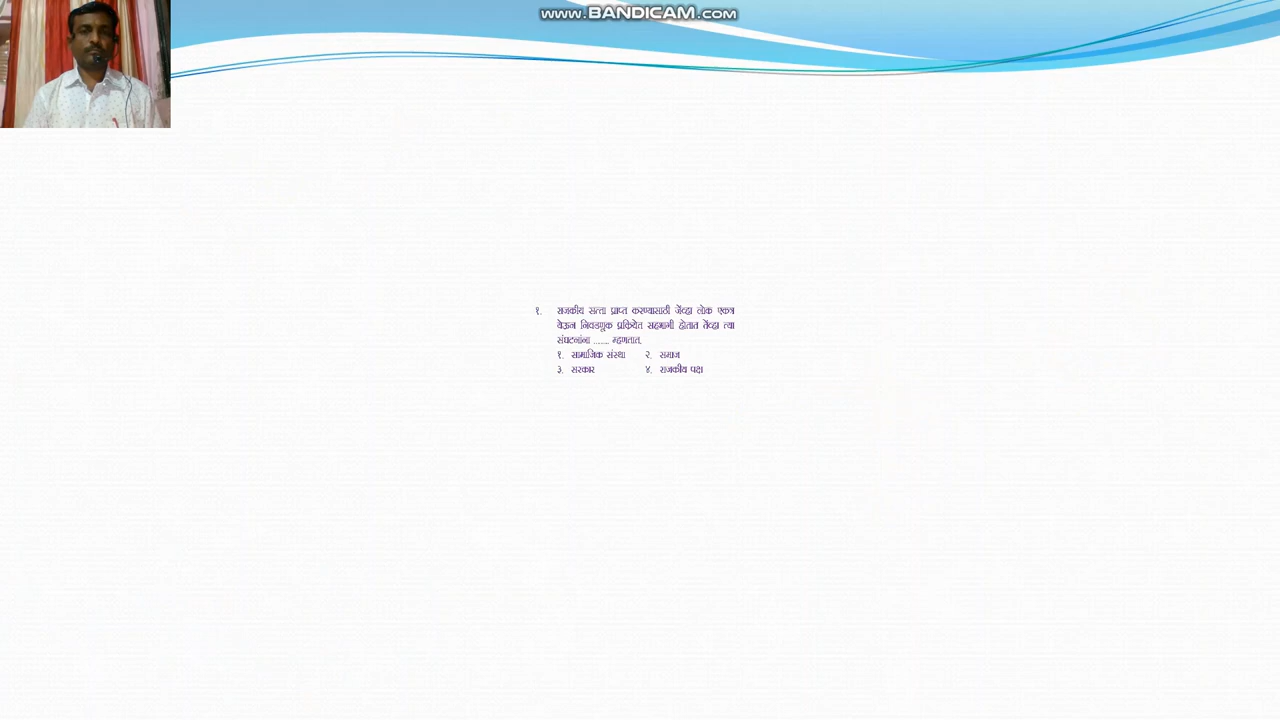 www.BANDICAM.com
१. राजकीय सत्ता प्राप्त करण्यासाठी जेंव्हा लोक एकत्र
येऊन निवडणुक प्रक्रियेत सहभागी होतात तेंव्हा त्या
संघटनांना ........ म्हणतात.
१. सामाजिक संस्था २. समाज
३. सरकार ४. राजकीय पक्ष